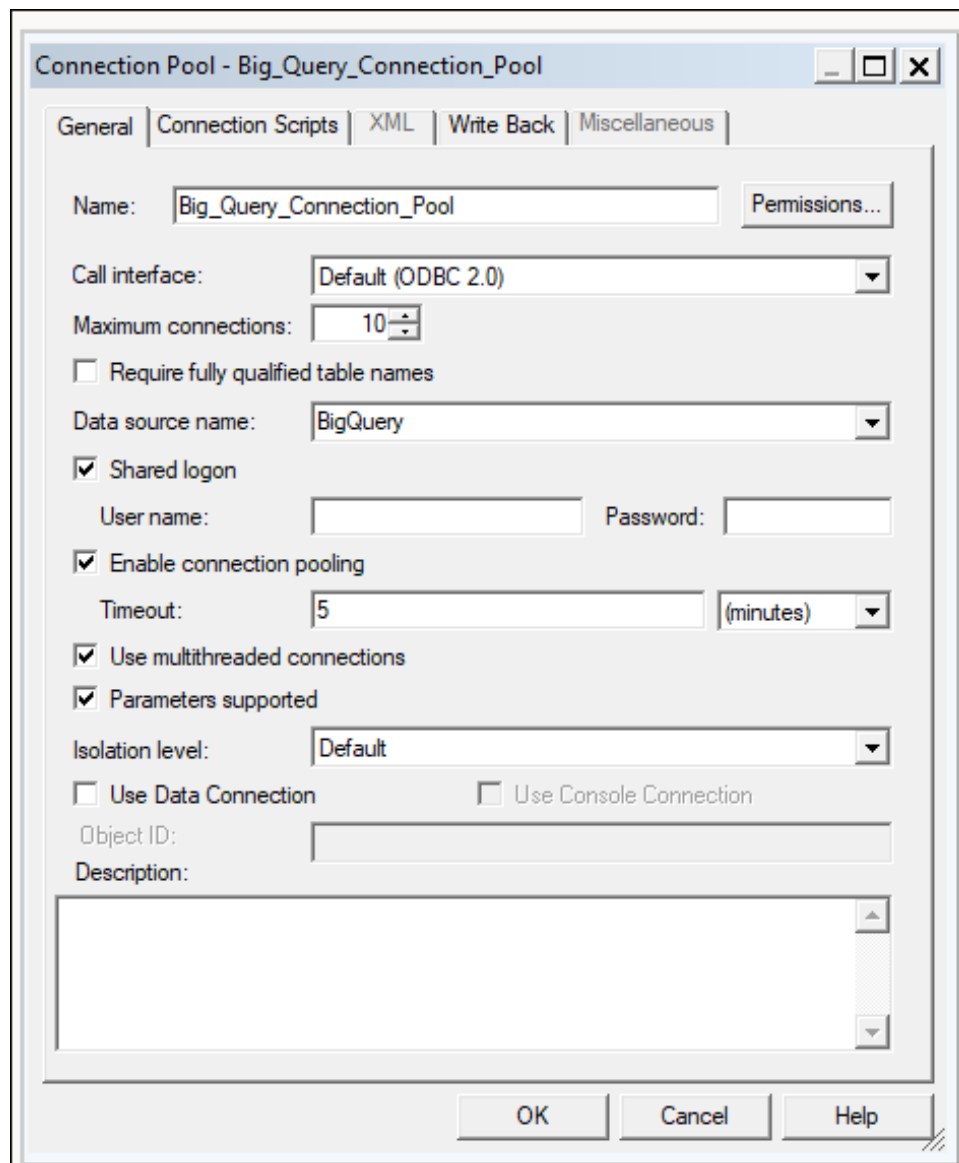 Connection Pool - Big_Query_Connection_Pool
General Connection Scripts XML Write Back Miscellaneous
Name: Big_Query_Connection_Pool Permissions...
Call interface: Default (ODBC 2.0)
Maximum connections: 10
Require fully qualified table names
Data source name: BigQuery
Shared logon
User name: Password:
Enable connection pooling
Timeout: 5 (minutes)
Use multithreaded connections
Parameters supported
Isolation level: Default
Use Data Connection Use Console Connection
Object ID:
Description:
OK Cancel Help